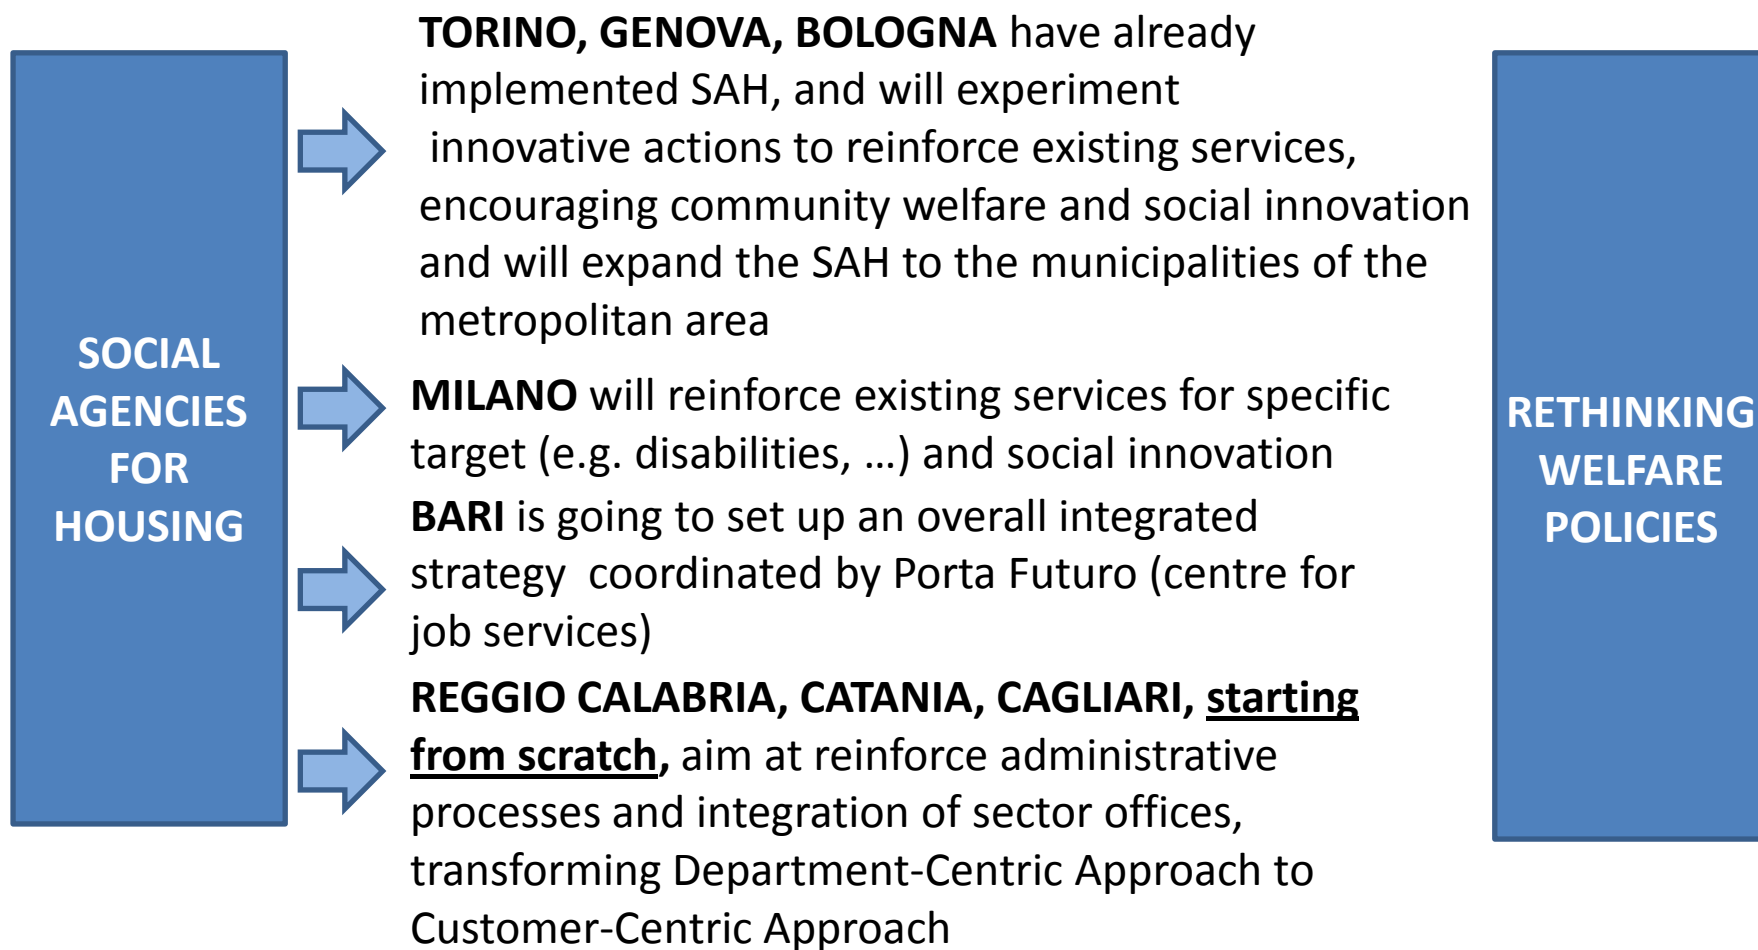 SOCIAL
AGENCIES
FOR
HOUSING
TORINO, GENOVA, BOLOGNA have already
implemented SAH, and will experiment
innovative actions to reinforce existing services,
encouraging community welfare and social innovation
and will expand the SAH to the municipalities of the
metropolitan area
MILANO will reinforce existing services for specific
target (e.g. disabilities, …) and social innovation
BARI is going to set up an overall integrated
strategy coordinated by Porta Futuro (centre for
job services)
REGGIO CALABRIA, CATANIA, CAGLIARI, starting
from scratch, aim at reinforce administrative
processes and integration of sector offices,
transforming Department-Centric Approach to
Customer-Centric Approach
RETHINKING
WELFARE
POLICIES